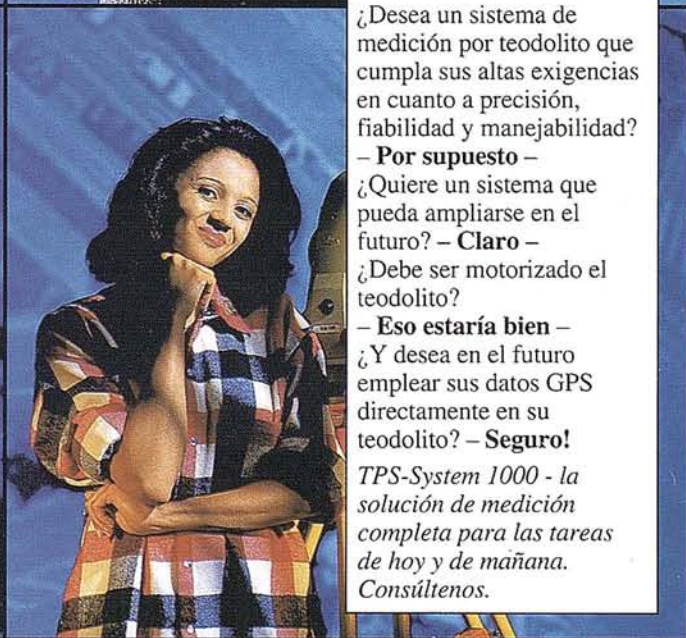 ¿Desea un sistema de
medición por teodolito que
cumpla sus altas exigencias
en cuanto a precisión,
fiabilidad y manejabilidad?
– Por supuesto –
¿Quiere un sistema que
pueda ampliarse en el
futuro? – Claro –
¿Debe ser motorizado el
teodolito?
– Eso estaría bien –
¿Y desea en el futuro
emplear sus datos GPS
directamente en su
teodolito? – Seguro!
TPS-System 1000 - la
solución de medición
completa para las tareas
de hoy y de mañana.
Consúltenos.